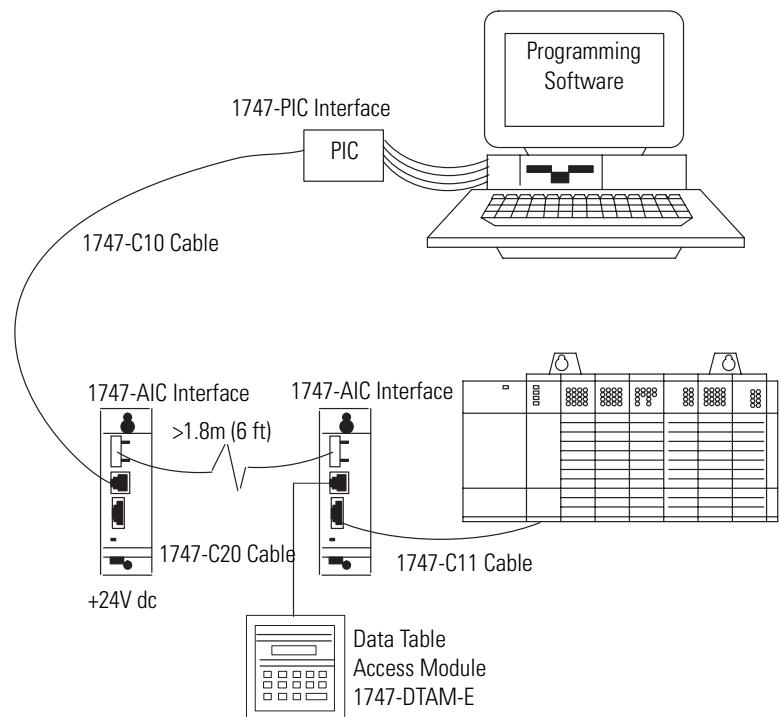 Programming
Software
1747-PIC Interface
PIC
1747-C10 Cable
1747-AIC Interface
1747-AIC Interface
>1.8m (6 ft)
1747-C20 Cable
1747-C11 Cable
+24V dc
Data Table
Access Module
1747-DTAM-E